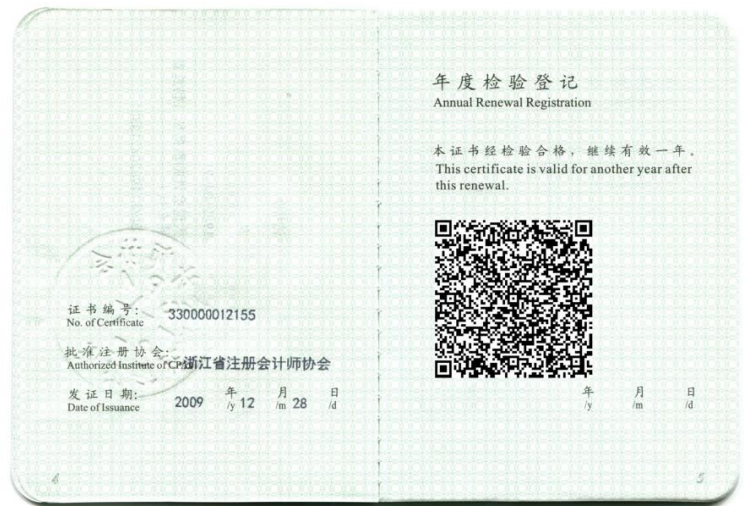 证书编号:
No. of Certificate
330000012155
批准注册协会:
Authorized Institute of CPAs
浙江省注册会计师协会
发证日期:
Date of Issuance
2009 年 12 月 28 日
/y /m /d
年度检验登记
Annual Renewal Registration
本证书经检验合格，继续有效一年。
This certificate is valid for another year after
this renewal.
年 月 日
/y /m /d
5